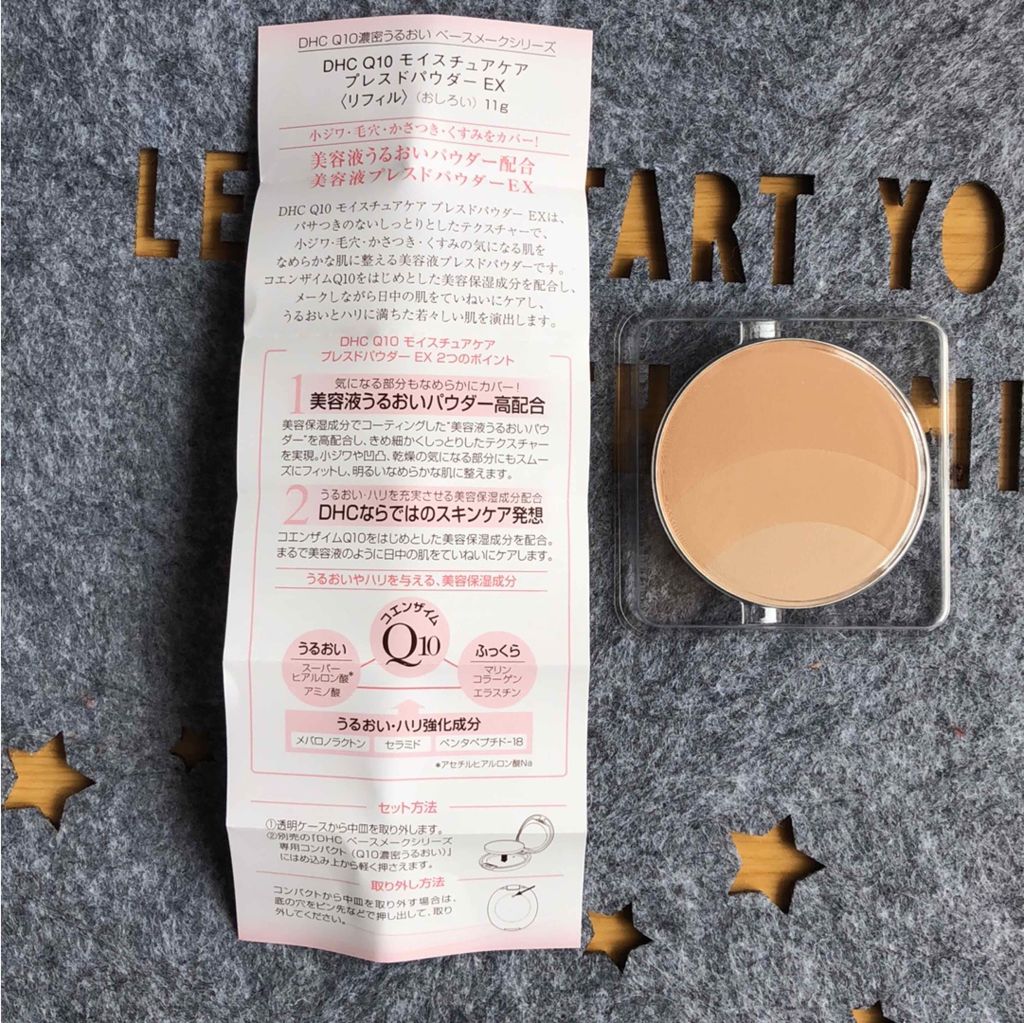 DHC Q10濃密うるおい ベースメークシリーズ
DHC Q10 モイスチュアケア
プレスドパウダー EX
〈リフィル〉(おしろい) 11g
小ジワ・毛穴・かさつき・くすみをカバー!
美容液うるおいパウダー配合
美容液プレスドパウダーEX
DHC Q10 モイスチュアケア プレスドパウダー EXは、
パサつきのないしっとりとしたテクスチャーで、
小ジワ・毛穴・かさつき・くすみの気になる肌を
なめらかな肌に整える美容液プレスドパウダーです。
コエンザイムQ10をはじめとした美容保湿成分を配合し、
メークしながら日中の肌をていねいにケアし、
うるおいとハリに満ちた若々しい肌を演出します。
DHC Q10 モイスチュアケア
プレスドパウダー EX 2つのポイント
1 気になる部分もなめらかにカバー!
美容液うるおいパウダー高配合
美容保湿成分でコーティングした"美容液うるおいパウ
ダー"を高配合し、きめ細かくしっとりしたテクスチャー
を実現。小ジワや凹凸、乾燥の気になる部分にもスムー
ズにフィットし、明るいなめらかな肌に整えます。
2 うるおい・ハリを充実させる美容保湿成分配合
DHCならではのスキンケア発想
コエンザイムQ10をはじめとした美容保湿成分を配合。
まるで美容液のように日中の肌をていねいにケアします。
うるおいやハリを与える、美容保湿成分
コエンザイム
Q10
うるおい
スーパー
ヒアルロン酸*
アミノ酸
ふっくら
マリン
コラーゲン
エラスチン
うるおい・ハリ強化成分
メバロノラクトン セラミド ペンタペプチド-18
*アセチルヒアルロン酸Na
セット方法
①透明ケースから中皿を取り外します。
②別売の「DHC ベースメークシリーズ
専用コンパクト(Q10濃密うるおい)」
にはめ込み上から軽く押さえます。
取り外し方法
コンパクトから中皿を取り外す場合は、
底の穴をピン先などで押し出して、取り
外してください。
LE TART YO